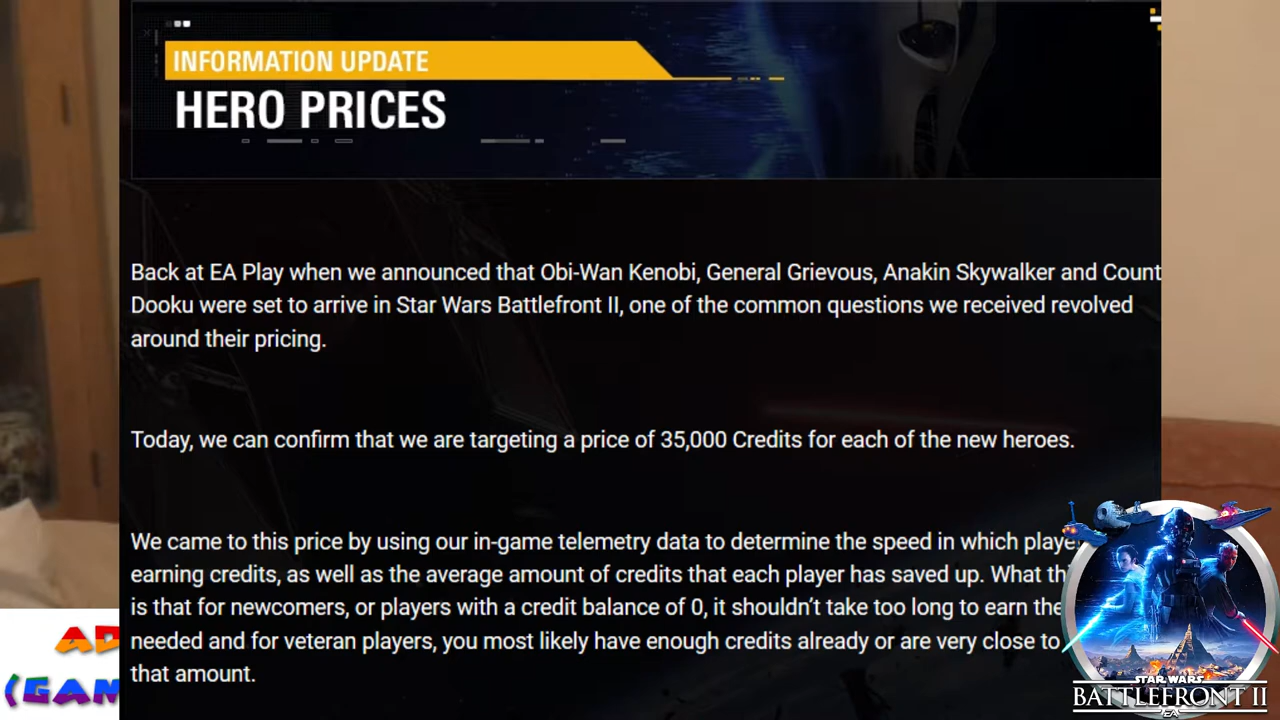 INFORMATION UPDATE
HERO PRICES
Back at EA Play when we announced that Obi-Wan Kenobi, General Grievous, Anakin Skywalker and Count
Dooku were set to arrive in Star Wars Battlefront II, one of the common questions we received revolved
around their pricing.
Today, we can confirm that we are targeting a price of 35,000 Credits for each of the new heroes.
We came to this price by using our in-game telemetry data to determine the speed in which
earning credits, as well as the average amount of credits that each player has saved up. What
is that for newcomers, or players with a credit balance of 0, it shouldn't take too long to earn
needed and for veteran players, you most likely have enough credits already or are very close to
that amount.
AD
(GAM
STAR WARS
BATTLEFRONT II
EA